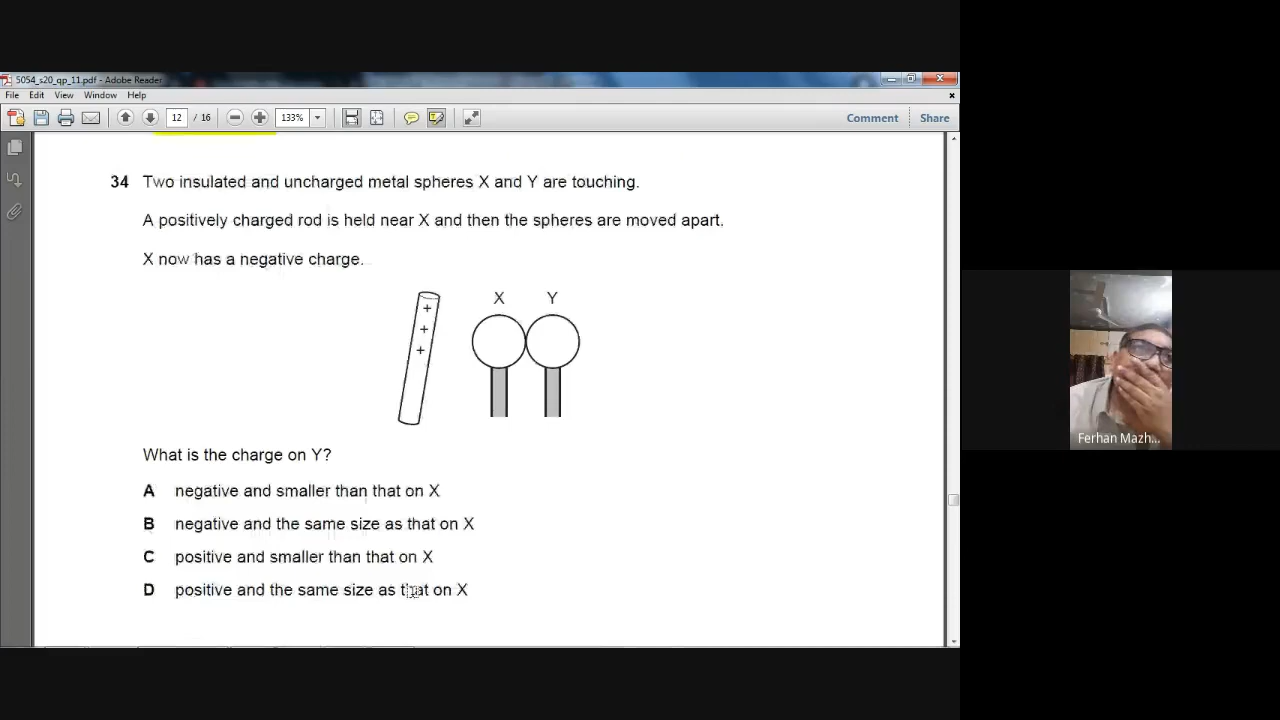 5054_s20_qp_11.pdf - Adobe Reader
File Edit View Window Help
12 / 16 133% Comment Share
34 Two insulated and uncharged metal spheres X and Y are touching.
A positively charged rod is held near X and then the spheres are moved apart.
X now has a negative charge.
X Y
+
+
+
What is the charge on Y?
A negative and smaller than that on X
B negative and the same size as that on X
C positive and smaller than that on X
D positive and the same size as that on X
Ferhan Mazh...